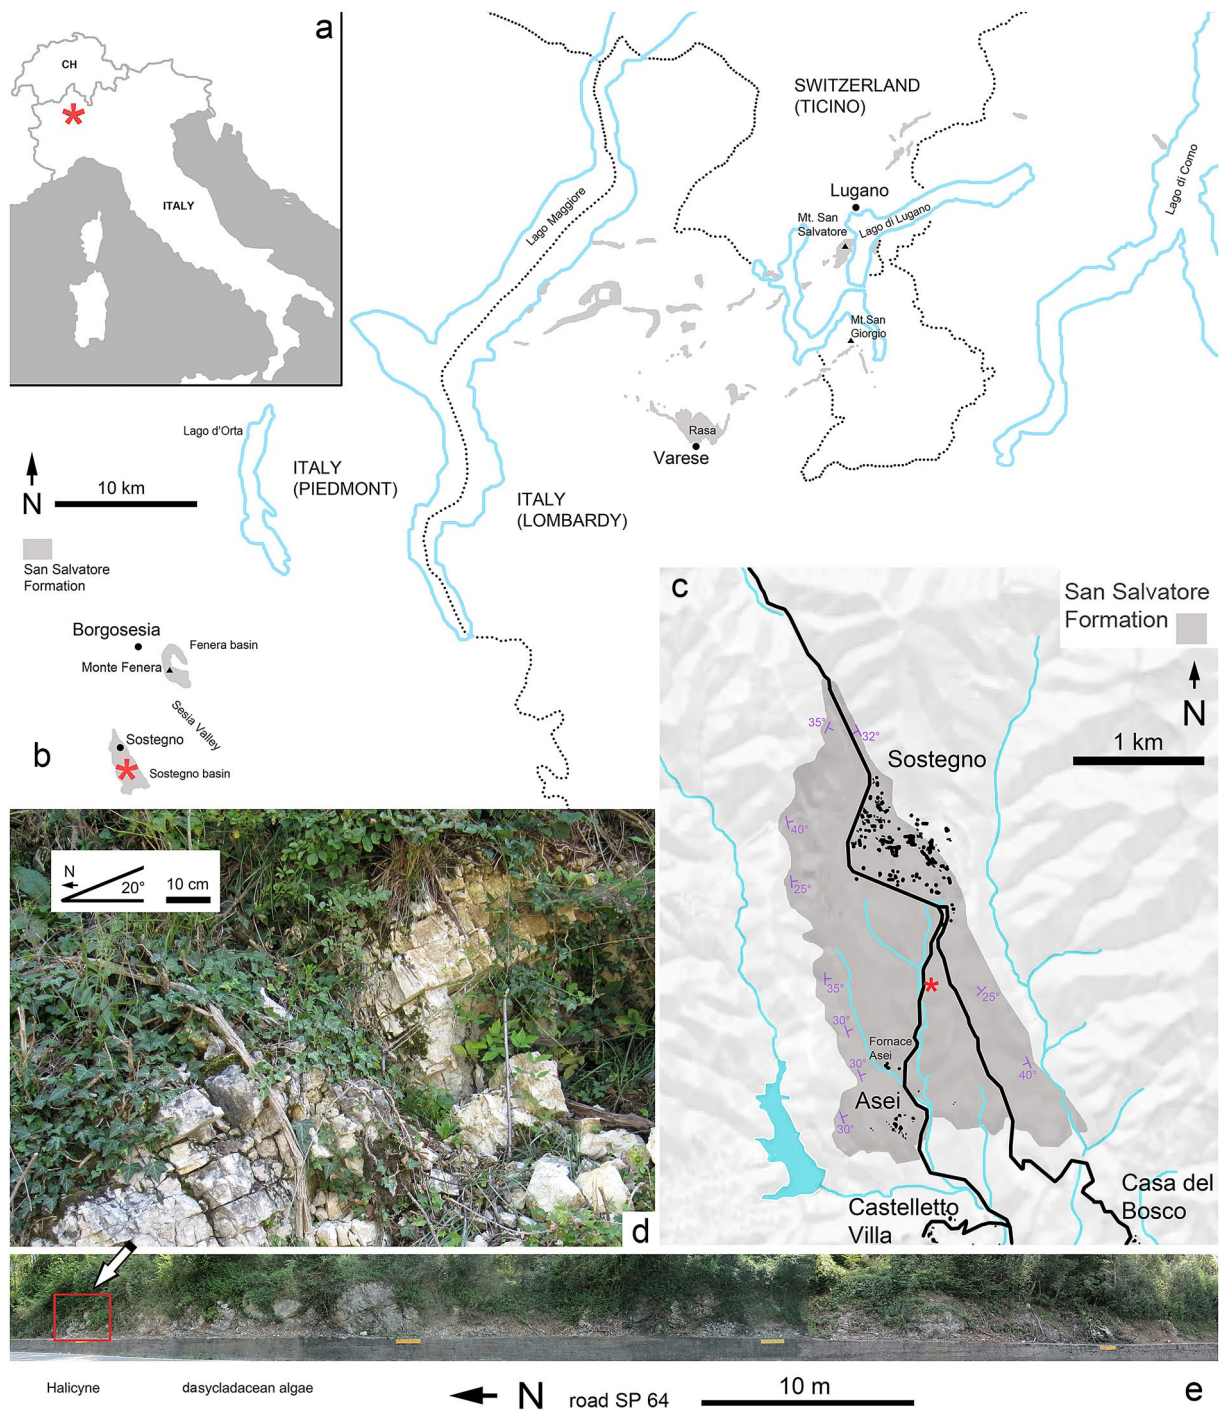 a
CH
ITALY
SWITZERLAND
(TICINO)
Lago Maggiore
Lugano
Mt. San
Salvatore
Lago di Lugano
Lago di Como
Mt.San
Giorgio
Rasa
Varese
Lago d'Orta
ITALY
(PIEDMONT)
ITALY
(LOMBARDY)
N
10 km
San Salvatore
Formation
Borgosesia
Fenera basin
Monte Fenera
Sesia Valley
Sostegno
Sostegno basin
b
c
San Salvatore
Formation
N
1 km
35°
32°
Sostegno
40°
25°
35°
25°
30°
Fornace
Asei
30°
40°
Asei
30°
Casa del
Bosco
Castelletto
Villa
N
20°
10 cm
d
Halicyne
dasycladacean algae
N
road SP 64
10 m
e